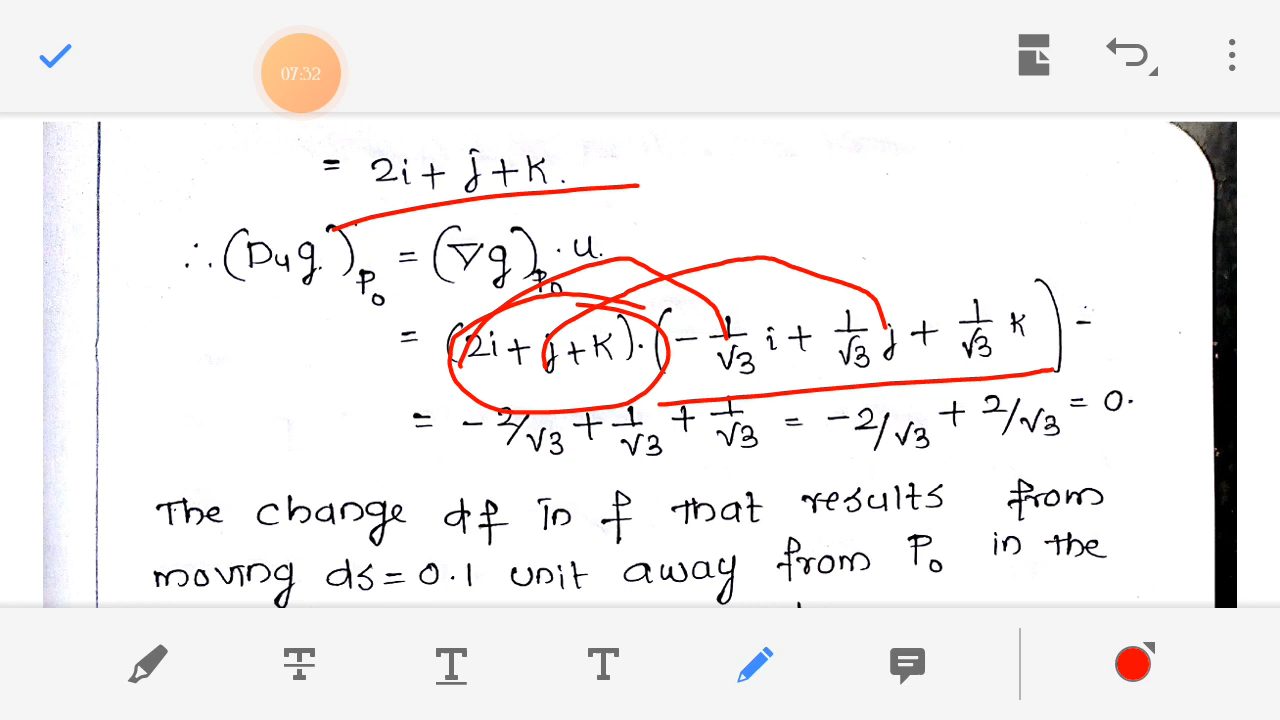 07:32
= 2i + j + k.
∴ (Dug.)P₀ = (∇g)P₀ · u.
= (2i + j + k) · (-1/√3 i + 1/√3 j + 1/√3 k) =
= -2/√3 + 1/√3 + 1/√3 = -2/√3 + 2/√3 = 0.
The change df in f that results from
moving ds = 0.1 unit away from P₀ in the
T T T